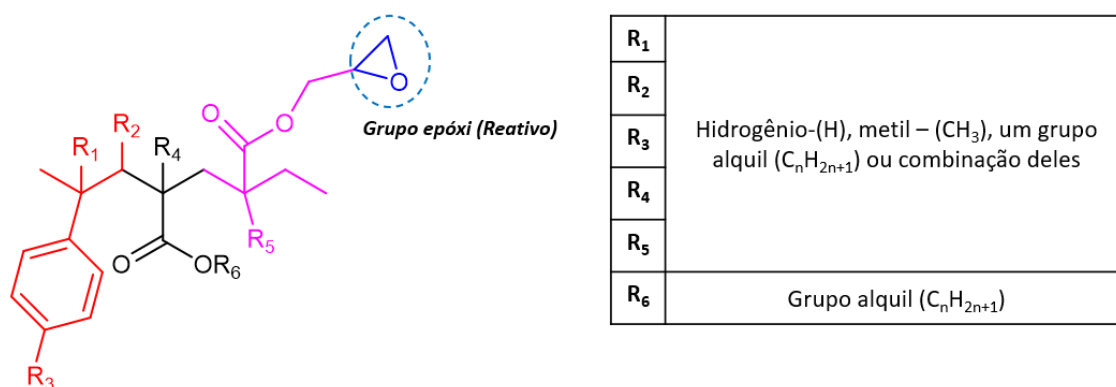 O
O
O
Grupo epóxi (Reativo)
R₁
R₂
R₄
R₅
O
OR₆
R₃
R₁
R₂
R₃
R₄
R₅
Hidrogênio-(H), metil – (CH₃), um grupo
alquil (CₙH₂ₙ₊₁) ou combinação deles
R₆
Grupo alquil (CₙH₂ₙ₊₁)